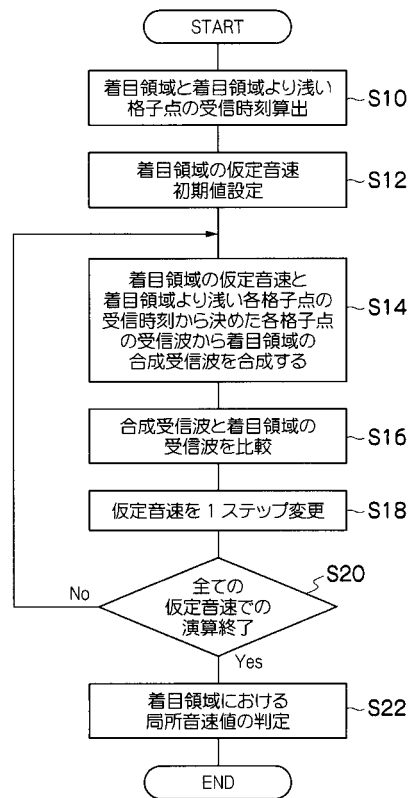 START
着目領域と着目領域より浅い
格子点の受信時刻算出
S10
着目領域の仮定音速
初期値設定
S12
着目領域の仮定音速と
着目領域より浅い各格子点の
受信時刻から決めた各格子点
の受信波から着目領域の
合成受信波を合成する
S14
合成受信波と着目領域の
受信波を比較
S16
仮定音速を1ステップ変更
S18
全ての
仮定音速での
演算終了
S20
No
Yes
着目領域における
局所音速値の判定
S22
END